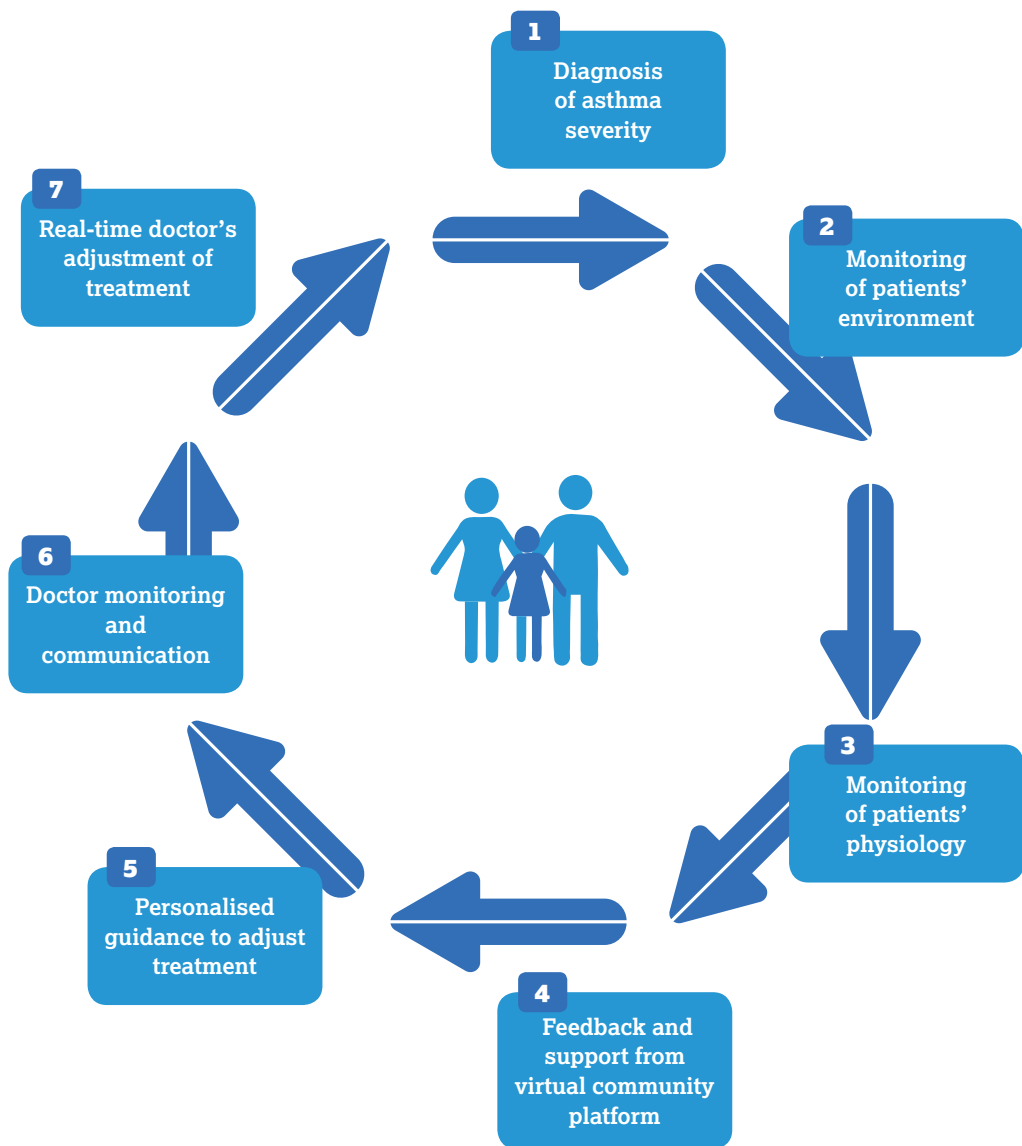 1
Diagnosis
of asthma
severity
2
Monitoring
of patients'
environment
3
Monitoring
of patients'
physiology
4
Feedback and
support from
virtual community
platform
5
Personalised
guidance to adjust
treatment
6
Doctor monitoring
and
communication
7
Real-time doctor's
adjustment of
treatment